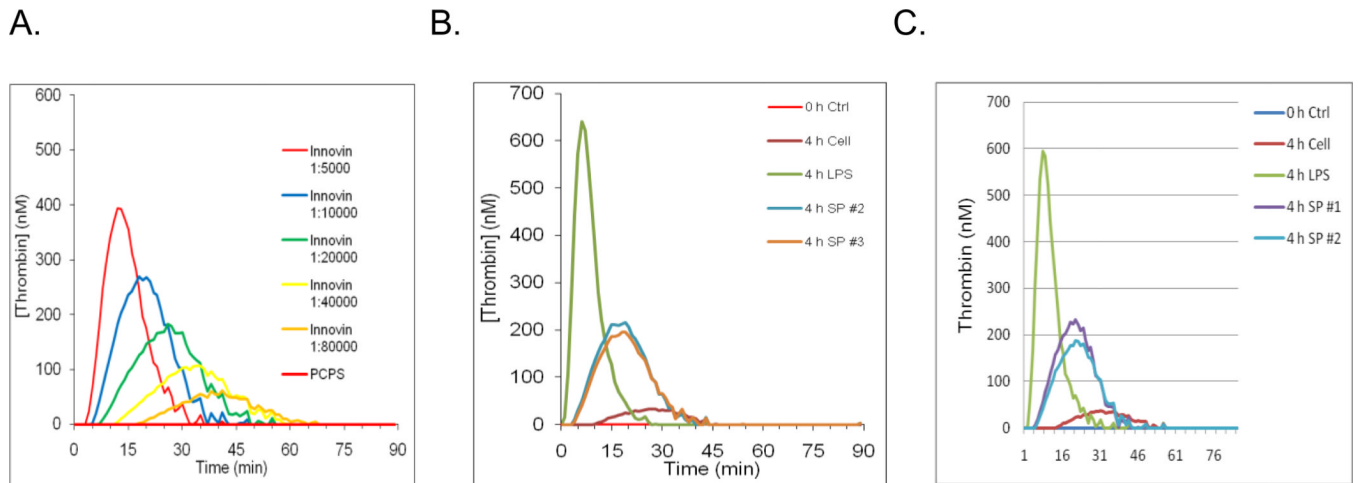 A.
B.
C.
600
500
400
300
200
100
0
[Thrombin] (nM)
0
15
30
45
60
75
90
Time (min)
Innovin
1:5000
Innovin
1:10000
Innovin
1:20000
Innovin
1:40000
Innovin
1:80000
PCPS
700
600
500
400
300
200
100
0
[Thrombin] (nM)
0
15
30
45
60
75
90
Time (min)
0 h Ctrl
4 h Cell
4 h LPS
4 h SP #2
4 h SP #3
700
600
500
400
300
200
100
0
Thrombin (nM)
1
16
31
46
61
76
0 h Ctrl
4 h Cell
4 h LPS
4 h SP #1
4 h SP #2